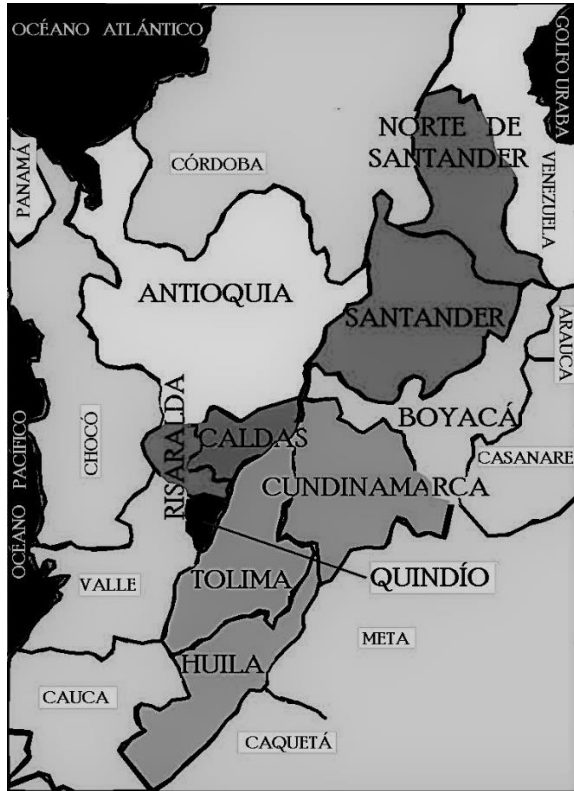 OCÉANO ATLÁNTICO
GOLFO URABA
NORTE DE
SANTANDER
PANAMÁ
CÓRDOBA
VENEZUELA
ANTIOQUIA
SANTANDER
ARAUCA
RISARALDA
CALDAS
BOYACÁ
CHOCÓ
OCÉANO PACÍFICO
CASANARE
CUNDINAMARCA
VALLE
TOLIMA
QUINDÍO
META
HUILA
CAUCA
CAQUETÁ